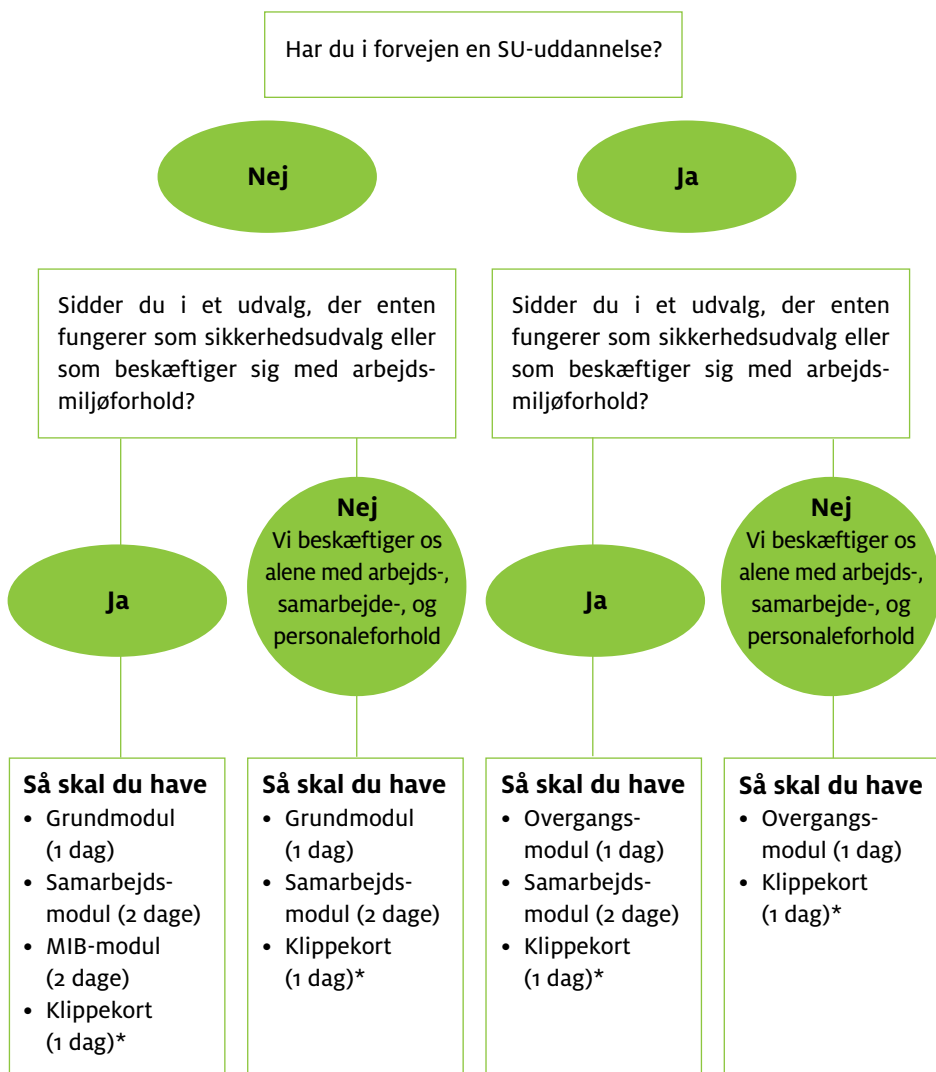 Har du i forvejen en SU-uddannelse?
Nej
Ja
Sidder du i et udvalg, der enten
fungerer som sikkerhedsudvalg eller
som beskæftiger sig med arbejds-
miljøforhold?
Sidder du i et udvalg, der enten
fungerer som sikkerhedsudvalg eller
som beskæftiger sig med arbejds-
miljøforhold?
Ja
Nej
Vi beskæftiger os
alene med arbejds-,
samarbejde-, og
personaleforhold
Ja
Nej
Vi beskæftiger os
alene med arbejds-,
samarbejde-, og
personaleforhold
Så skal du have
• Grundmodul
(1 dag)
• Samarbejds-
modul (2 dage)
• MIB-modul
(2 dage)
• Klippekort
(1 dag)*
Så skal du have
• Grundmodul
(1 dag)
• Samarbejds-
modul (2 dage)
• Klippekort
(1 dag)*
Så skal du have
• Overgangs-
modul (1 dag)
• Samarbejds-
modul (2 dage)
• Klippekort
(1 dag)*
Så skal du have
• Overgangs-
modul (1 dag)
• Klippekort
(1 dag)*